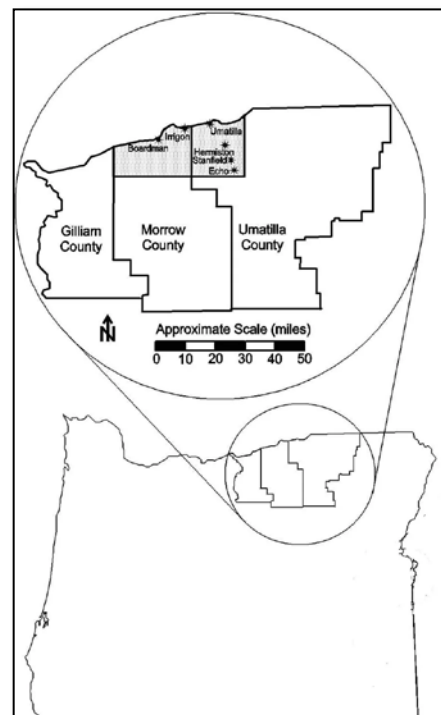 Umatilla
Irrigon
Boardman
Hermiston
Stanfield
Echo
Gilliam
County
Morrow
County
Umatilla
County
N
Approximate Scale (miles)
0 10 20 30 40 50